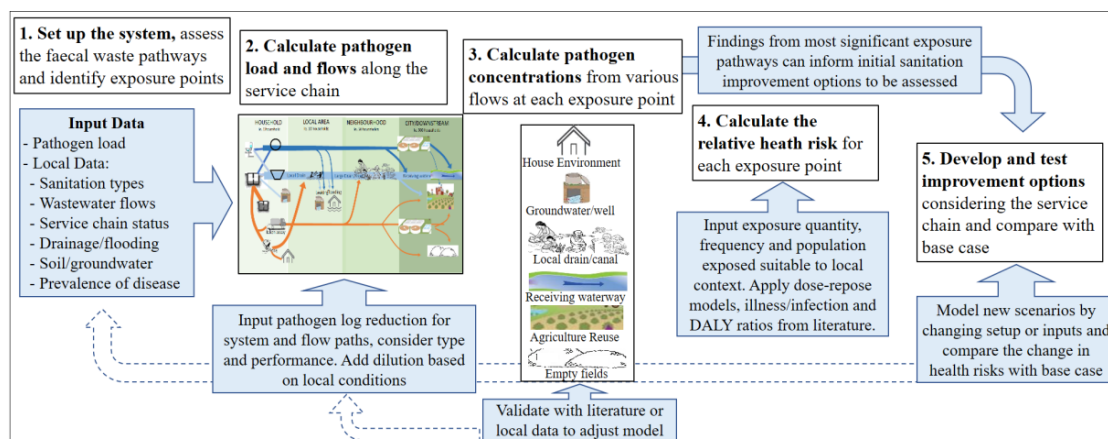 1. Set up the system, assess
the faecal waste pathways
and identify exposure points
Input Data
- Pathogen load
- Local Data:
- Sanitation types
- Wastewater flows
- Service chain status
- Drainage/flooding
- Soil/groundwater
- Prevalence of disease
2. Calculate pathogen
load and flows along the
service chain
HOUSEHOLD
LOCAL AREA
NEIGHBOURHOOD
CITY/DOWNSTREAM
Input pathogen log reduction for
system and flow paths, consider type
and performance. Add dilution based
on local conditions
3. Calculate pathogen
concentrations from various
flows at each exposure point
House Environment
Groundwater/well
Local drain/canal
Receiving waterway
Agriculture Reuse
Empty fields
Validate with literature or
local data to adjust model
Findings from most significant exposure
pathways can inform initial sanitation
improvement options to be assessed
4. Calculate the
relative heath risk for
each exposure point
Input exposure quantity,
frequency and population
exposed suitable to local
context. Apply dose-repose
models, illness/infection and
DALY ratios from literature.
5. Develop and test
improvement options
considering the service
chain and compare with
base case
Model new scenarios by
changing setup or inputs and
compare the change in
health risks with base case